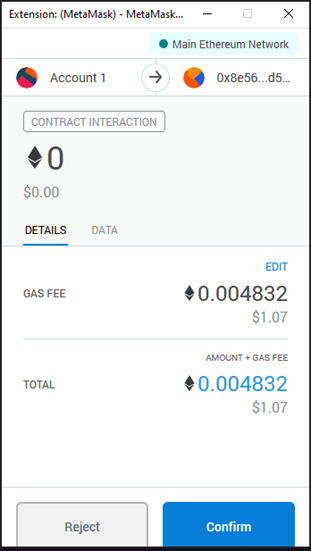 Extension: (MetaMask) - MetaMask...
Main Ethereum Network
Account 1
0x8e56...d5...
CONTRACT INTERACTION
0
$0.00
DETAILS
DATA
EDIT
GAS FEE
0.004832
$1.07
AMOUNT + GAS FEE
TOTAL
0.004832
$1.07
Reject
Confirm